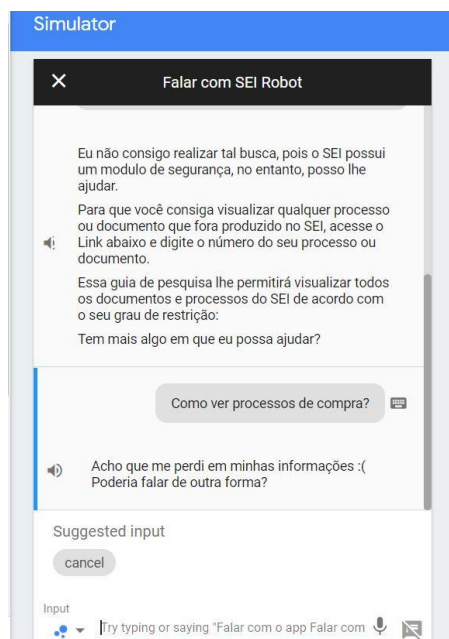 Simulator
Falar com SEI Robot
Eu não consigo realizar tal busca, pois o SEI possui
um modulo de segurança, no entanto, posso lhe
ajudar.
Para que você consiga visualizar qualquer processo
ou documento que fora produzido no SEI, acesse o
Link abaixo e digite o número do seu processo ou
documento.
Essa guia de pesquisa lhe permitirá visualizar todos
os documentos e processos do SEI de acordo com
o seu grau de restrição:
Tem mais algo em que eu possa ajudar?
Como ver processos de compra?
Acho que me perdi em minhas informações :(
Poderia falar de outra forma?
Suggested input
cancel
Input
Try typing or saying "Falar com o app Falar com